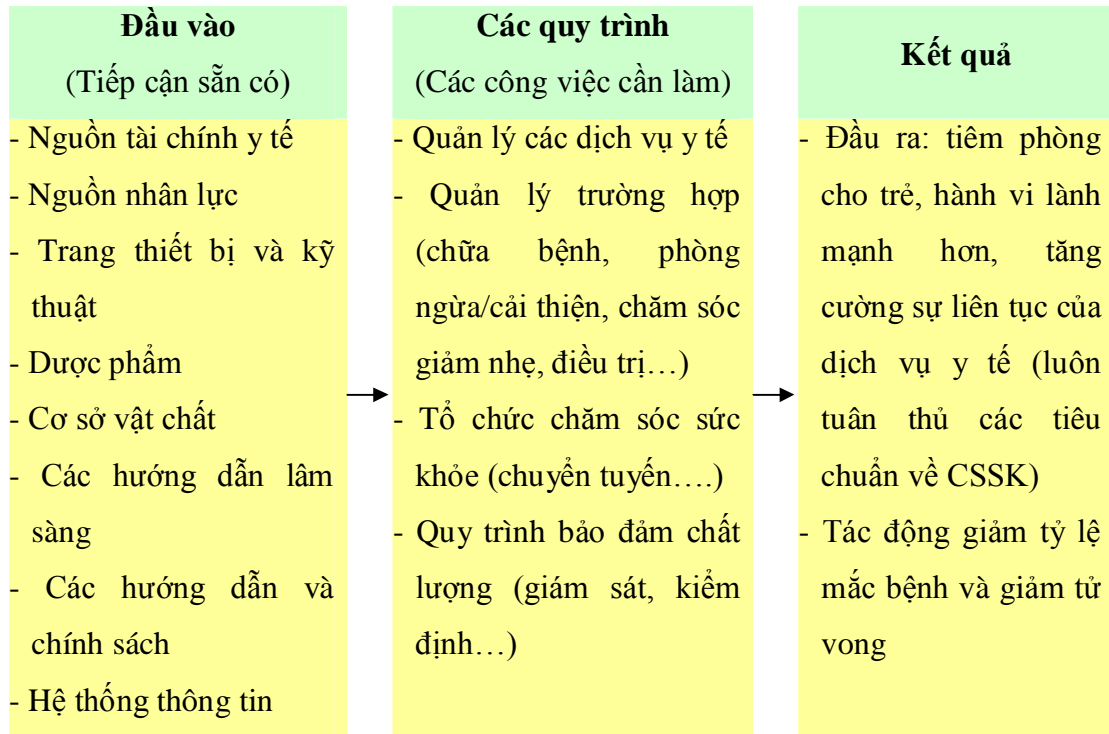 Đầu vào
(Tiếp cận sẵn có)
- Nguồn tài chính y tế
- Nguồn nhân lực
- Trang thiết bị và kỹ
thuật
- Dược phẩm
- Cơ sở vật chất
- Các hướng dẫn lâm
sàng
- Các hướng dẫn và
chính sách
- Hệ thống thông tin
Các quy trình
(Các công việc cần làm)
- Quản lý các dịch vụ y tế
- Quản lý trường hợp
(chữa bệnh, phòng
ngừa/cải thiện, chăm sóc
giảm nhẹ, điều trị…)
- Tổ chức chăm sóc sức
khỏe (chuyển tuyến….)
- Quy trình bảo đảm chất
lượng (giám sát, kiểm
định…)
Kết quả
- Đầu ra: tiêm phòng
cho trẻ, hành vi lành
mạnh hơn, tăng
cường sự liên tục của
dịch vụ y tế (luôn
tuân thủ các tiêu
chuẩn về CSSK)
- Tác động giảm tỷ lệ
mắc bệnh và giảm tử
vong